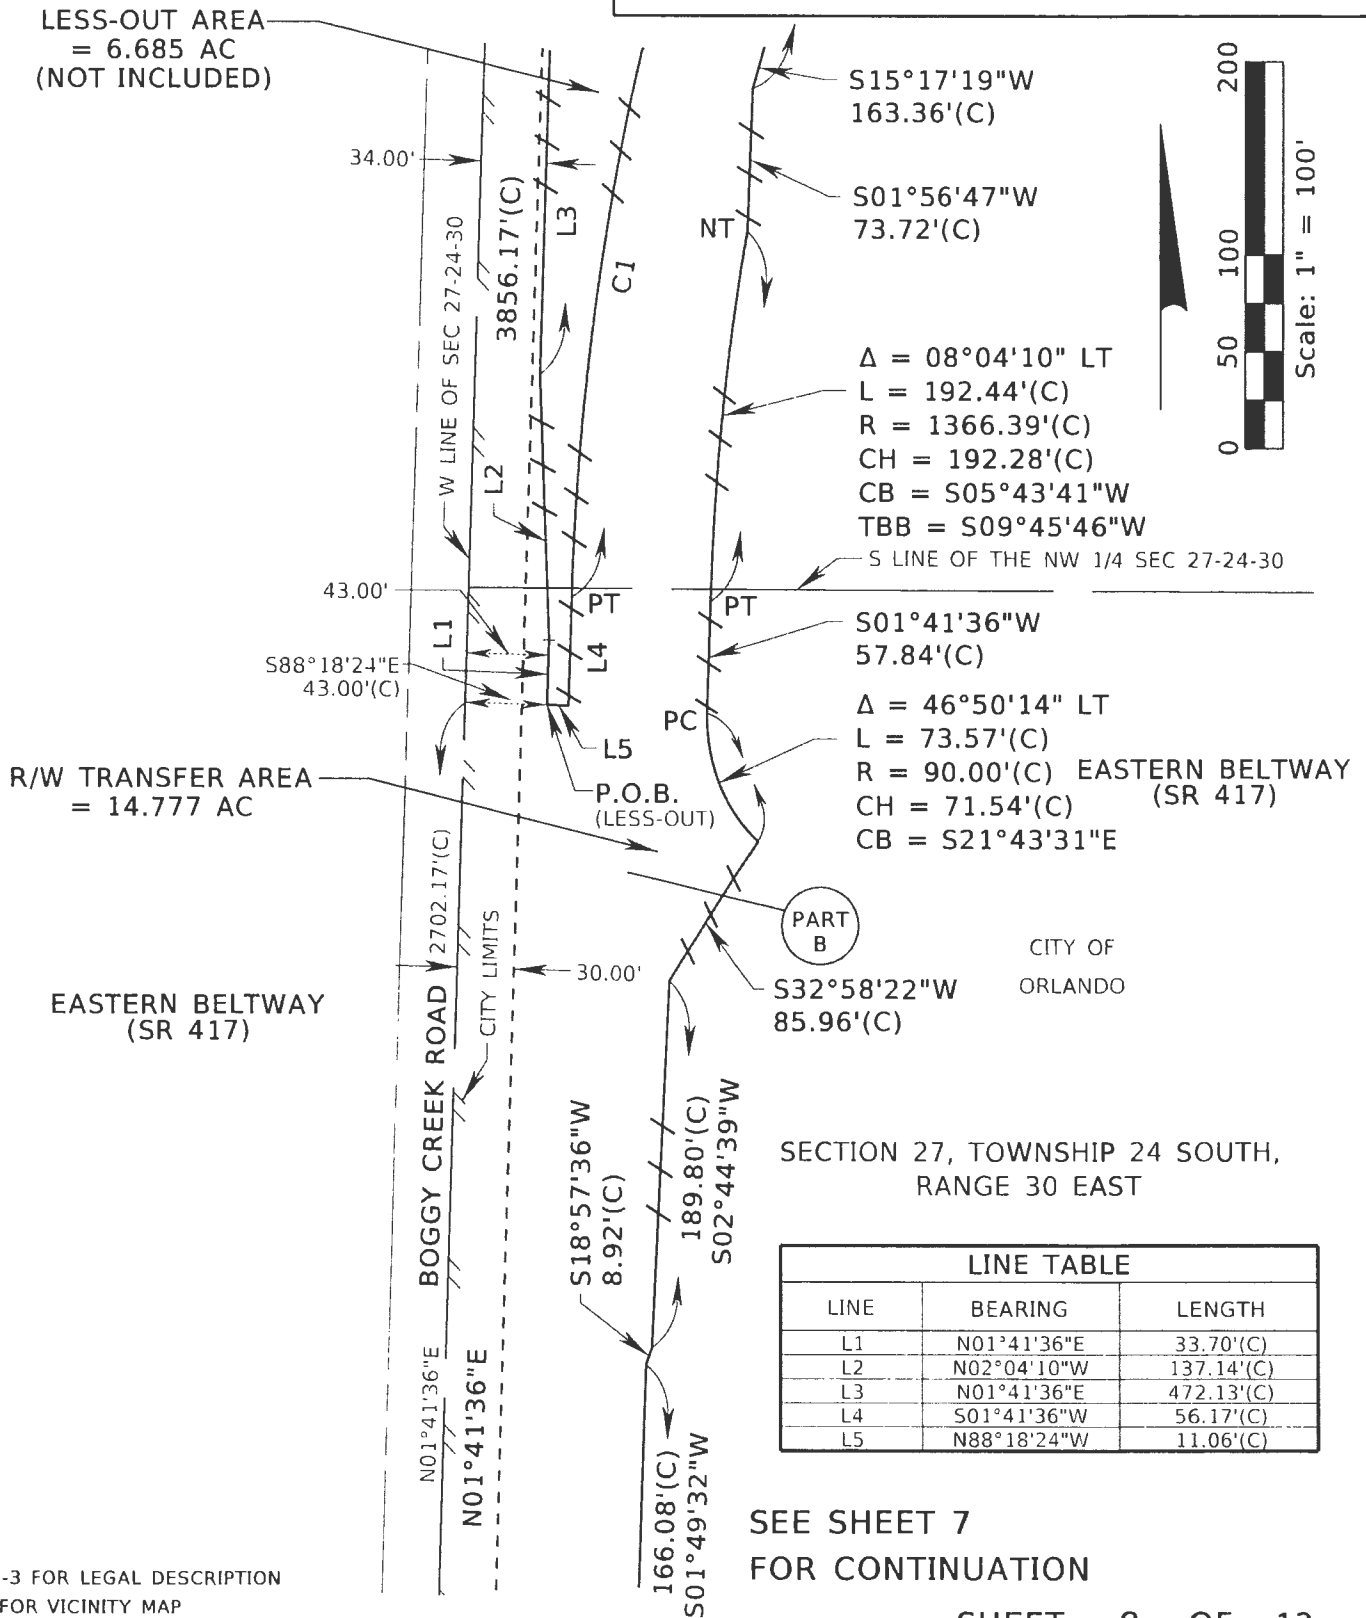 LESS-OUT AREA
= 6.685 AC
(NOT INCLUDED)
S15°17'19"W
163.36'(C)
200
34.00'
S01°56'47"W
73.72'(C)
NT
100
50
0
Scale: 1" = 100'
W LINE OF SEC 27-24-30
3856.17'(C)
L3
C1
L2
Δ = 08°04'10" LT
L = 192.44'(C)
R = 1366.39'(C)
CH = 192.28'(C)
CB = S05°43'41"W
TBB = S09°45'46"W
S LINE OF THE NW 1/4 SEC 27-24-30
43.00'
PT
PT
L1
L4
S01°41'36"W
57.84'(C)
S88°18'24"E
43.00'(C)
PC
L5
Δ = 46°50'14" LT
L = 73.57'(C)
R = 90.00'(C)
CH = 71.54'(C)
CB = S21°43'31"E
EASTERN BELTWAY
(SR 417)
R/W TRANSFER AREA
= 14.777 AC
P.O.B.
(LESS-OUT)
PART
B
CITY OF
ORLANDO
2702.17'(C)
CITY LIMITS
30.00'
S32°58'22"W
85.96'(C)
EASTERN BELTWAY
(SR 417)
BOGGY CREEK ROAD
S18°57'36"W
8.92'(C)
189.80'(C)
S02°44'39"W
SECTION 27, TOWNSHIP 24 SOUTH,
RANGE 30 EAST
LINE TABLE
LINE BEARING LENGTH
L1 N01°41'36"E 33.70'(C)
L2 N02°04'10"W 137.14'(C)
L3 N01°41'36"E 472.13'(C)
L4 S01°41'36"W 56.17'(C)
L5 N88°18'24"W 11.06'(C)
N01°41'36"E
N01°41'36"E
166.08'(C)
S01°49'32"W
SEE SHEET 7
FOR CONTINUATION
-3 FOR LEGAL DESCRIPTION
FOR VICINITY MAP